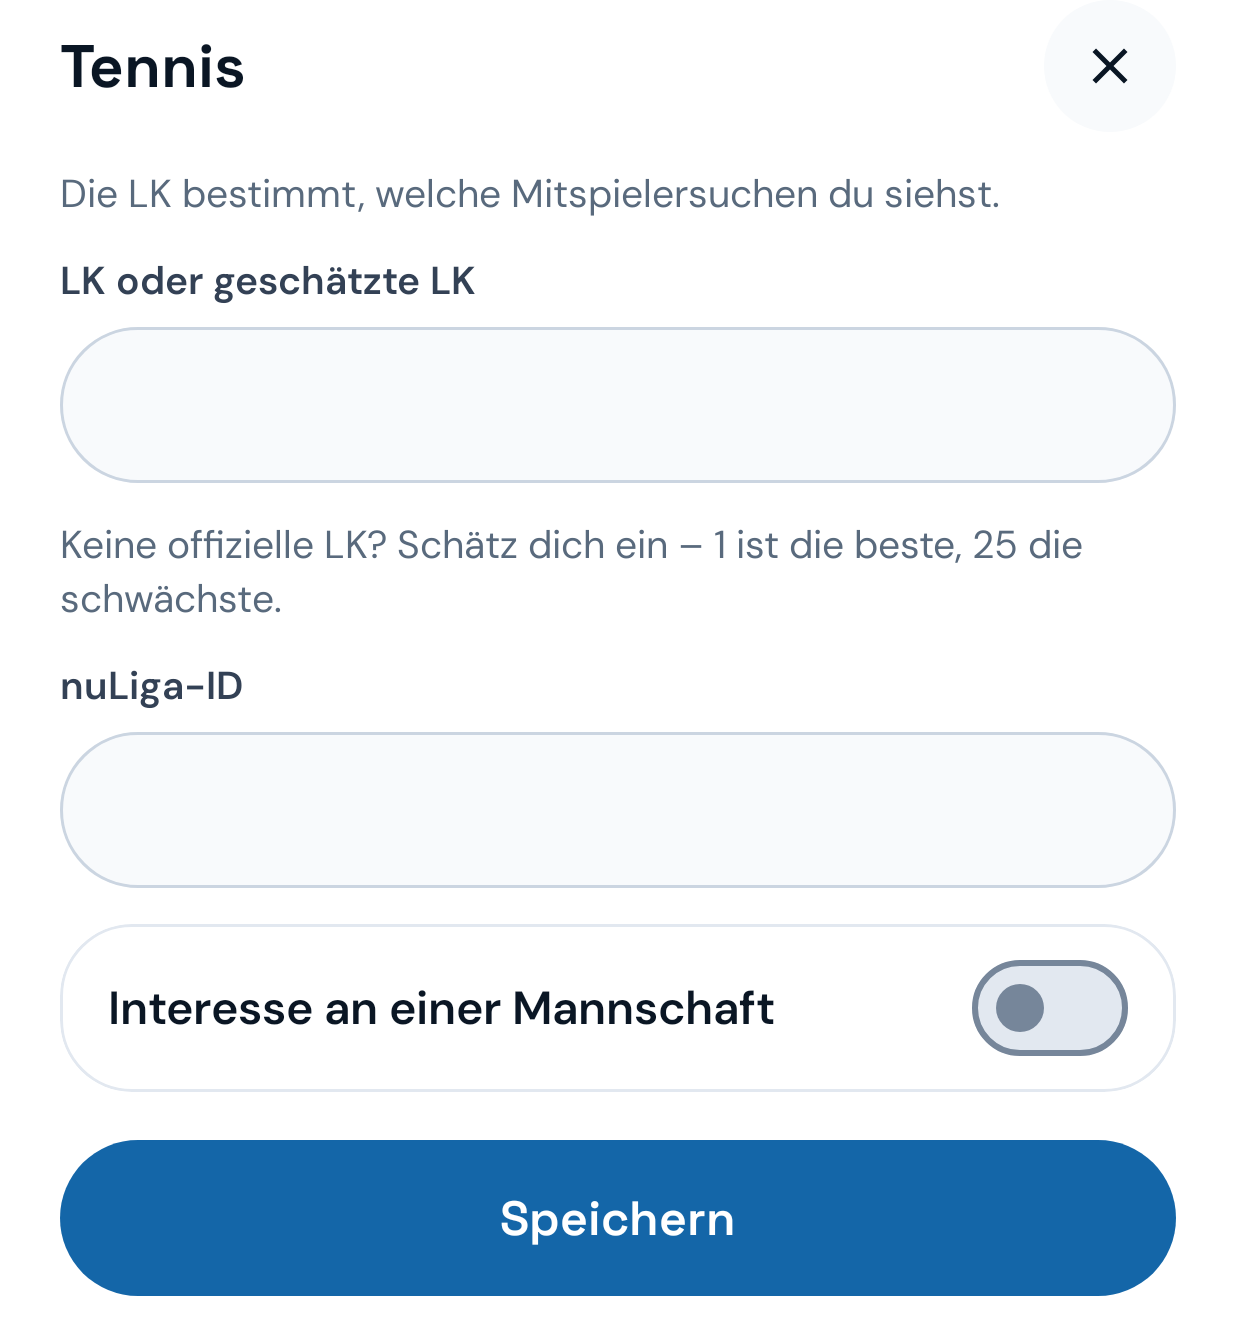 Tennis
Die LK bestimmt, welche Mitspielersuchen du siehst.
LK oder geschätzte LK
Keine offizielle LK? Schätz dich ein – 1 ist die beste, 25 die
schwächste.
nuLiga-ID
Interesse an einer Mannschaft
Speichern